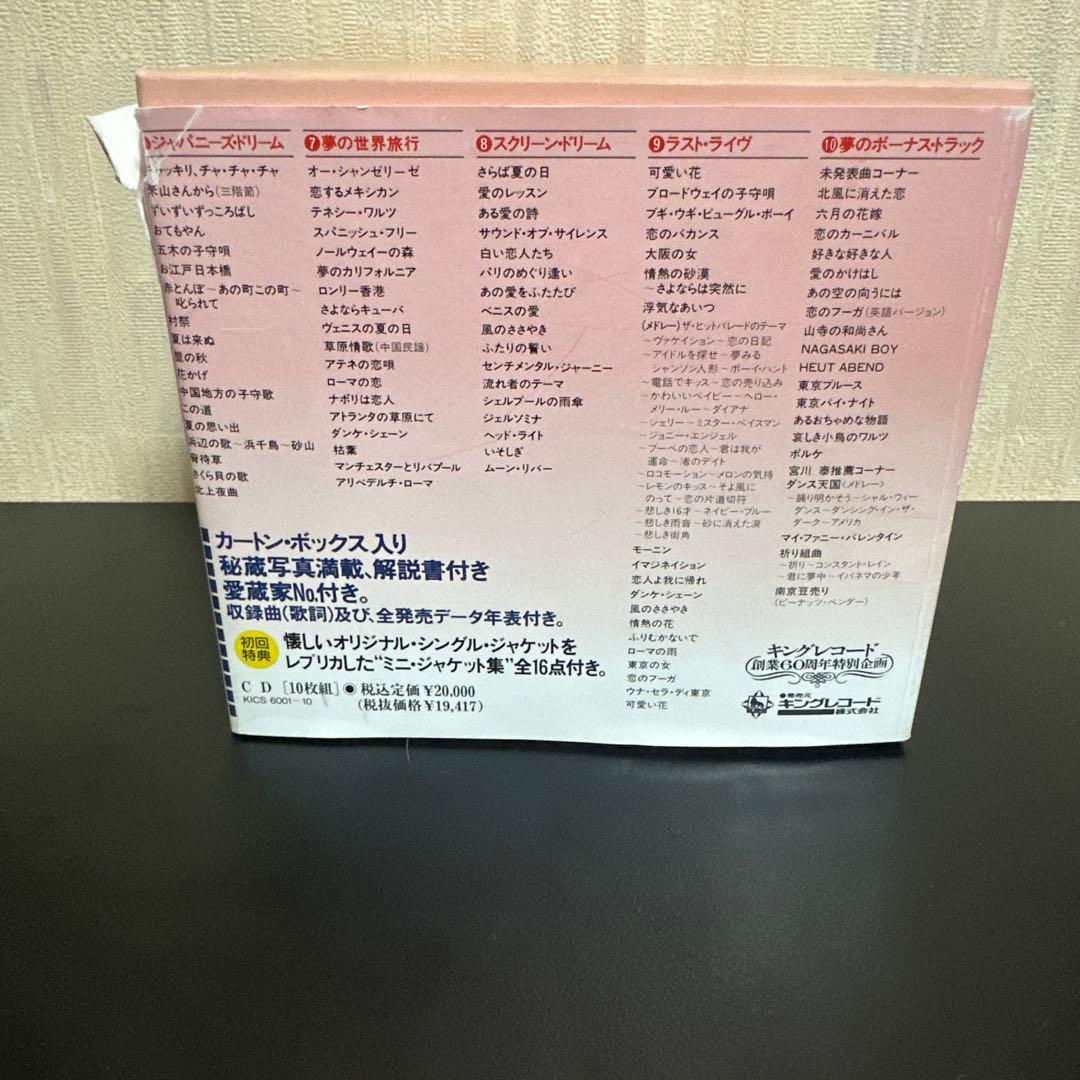 ジャパニーズ・ドリーム
チャッキリ、チャ・チャ・チャ
米山さんから(三階節)
ずいずいずっころばし
おてもやん
五木の子守唄
お江戸日本橋
赤とんぼ～あの町この町～
叱られて
村祭
夏は来ぬ
里の秋
花かげ
中国地方の子守歌
この道
夏の思い出
浜辺の歌～浜千鳥～砂山
宵待草
さくら貝の歌
北上夜曲
❼夢の世界旅行
オー・シャンゼリーゼ
恋するメキシカン
テネシー・ワルツ
スパニッシュ・フリー
ノールウェーイの森
夢のカリフォルニア
ロンリー香港
さよならキューバ
ヴェニスの夏の日
草原情歌(中国民謡)
アテネの恋唄
ローマの恋
ナポリは恋人
アトランタの草原にて
ダンケ・シェーン
枯葉
マンチェスターとリバプール
アリベデルチ・ローマ
❽スクリーン・ドリーム
さらば夏の日
愛のレッスン
ある愛の詩
サウンド・オブ・サイレンス
白い恋人たち
パリのめぐり逢い
あの愛をふたたび
ベニスの愛
風のささやき
ふたりの誓い
センチメンタル・ジャーニー
流れ者のテーマ
シェルブールの雨傘
ジェルソミナ
ヘッド・ライト
いそしぎ
ムーン・リバー
❾ラスト・ライヴ
可愛い花
ブロードウェイの子守唄
ブギ・ウギ・ビューグル・ボーイ
恋のバカンス
大阪の女
情熱の砂漠
～さよならは突然に
浮気なあいつ
(メドレー)ザ・ヒットパレードのテーマ
～ヴァケイション～恋の日記
～アイドルを探せ～夢みる
シャンソン人形～ボーイ・ハント
～電話でキッス～恋の売り込み
～かわいいベイビー～ヘロー・
メリー・ルー～ダイアナ
～シェリー～ミスター・ベイスマン
～ジョニー・エンジェル
～プーペの恋人～君は我が
運命～渚のデイト
～ロコモーション～メロンの気持
～レモンのキッス～そよ風に
のって～恋の片道切符
～悲しき16才～ネイビー・ブルー
～悲しき雨音～砂に消えた涙
～悲しき街角
モーニン
イマジネイション
恋人よ我に帰れ
ダンケ・シェーン
風のささやき
情熱の花
ふりむかないで
ローマの雨
東京の女
恋のフーガ
ウナ・セラ・ディ東京
可愛い花
❿夢のボーナス・トラック
未発表曲コーナー
北風に消えた恋
六月の花嫁
恋のカーニバル
好きな好きな人
愛のかけはし
あの空の向うには
恋のフーガ(英語バージョン)
山寺の和尚さん
NAGASAKI BOY
HEUT ABEND
東京ブルース
東京バイ・ナイト
あるおちゃめな物語
哀しき小鳥のワルツ
ボルケ
宮川 泰推薦コーナー
ダンス天国〈メドレー〉
～踊り明かそう～シャル・ウィー
ダンス～ダンシング・イン・ザ・
ダーク～アメリカ
マイ・ファニー・バレンタイン
祈り組曲
～祈り～コンスタント・レイン
～君に夢中～イパネマの少年
南京豆売り
(ピーナッツ・ベンダー)
カートン・ボックス入り
秘蔵写真満載、解説書付き
愛蔵家No.付き。
収録曲(歌詞)及び、全発売データ年表付き。
初回
特典
懐しいオリジナル・シングル・ジャケットを
レプリカした“ミニ・ジャケット集”全16点付き。
CD［10枚組］◉税込定価￥20,000
(税抜価格￥19,417)
KICS 6001～10
キングレコード
創業60周年特別企画
●発売元
キングレコード
株式会社